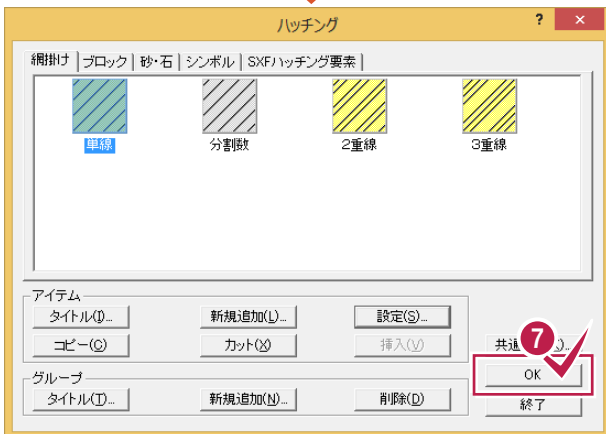 ハッチング
? ×
網掛け ブロック 砂・石 シンボル SXFハッチング要素
単線 分割数 2重線 3重線
アイテム
タイトル(I)... 新規追加(L)... 設定(S)...
コピー(C) カット(X) 挿入(V) 共通
7
グループ OK
タイトル(T)... 新規追加(N)... 削除(D) 終了